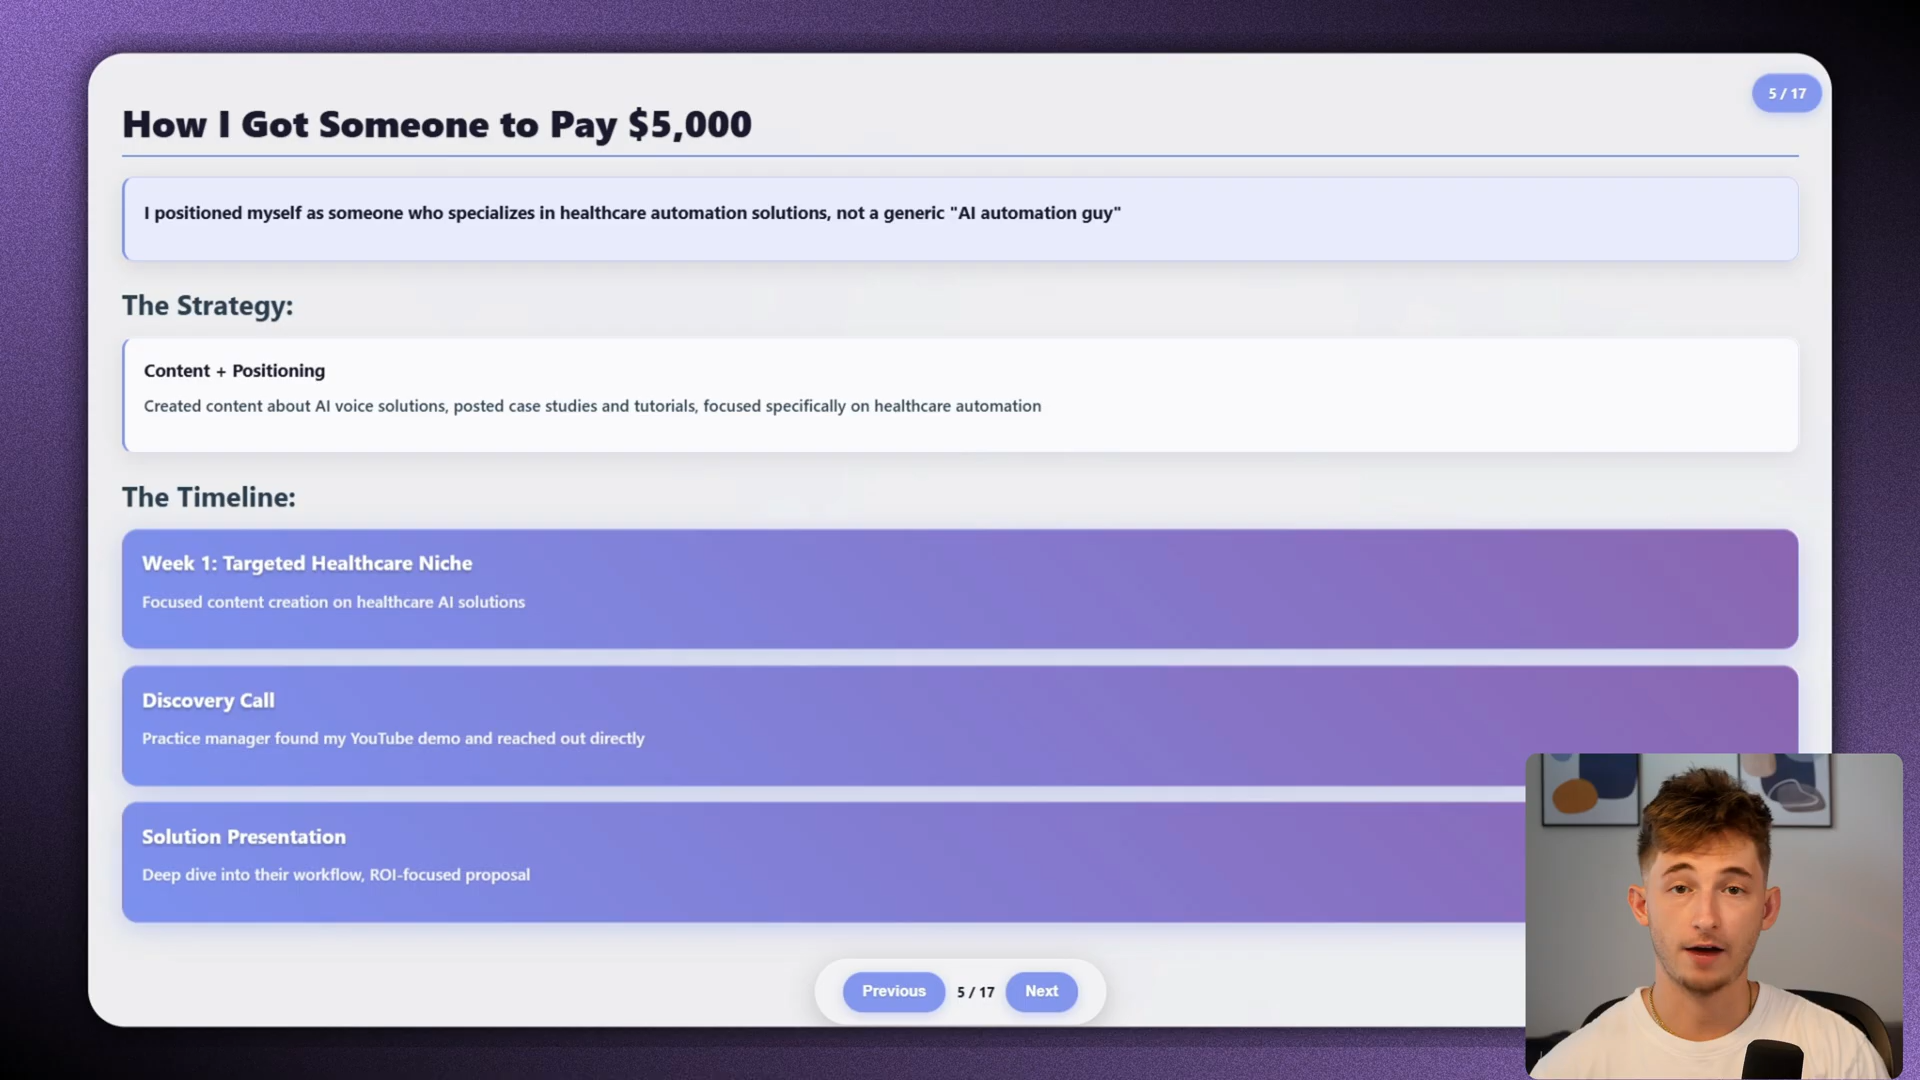 5 / 17
How I Got Someone to Pay $5,000
I positioned myself as someone who specializes in healthcare automation solutions, not a generic "AI automation guy"
The Strategy:
Content + Positioning
Created content about AI voice solutions, posted case studies and tutorials, focused specifically on healthcare automation
The Timeline:
Week 1: Targeted Healthcare Niche
Focused content creation on healthcare AI solutions
Discovery Call
Practice manager found my YouTube demo and reached out directly
Solution Presentation
Deep dive into their workflow, ROI-focused proposal
Previous 5 / 17 Next